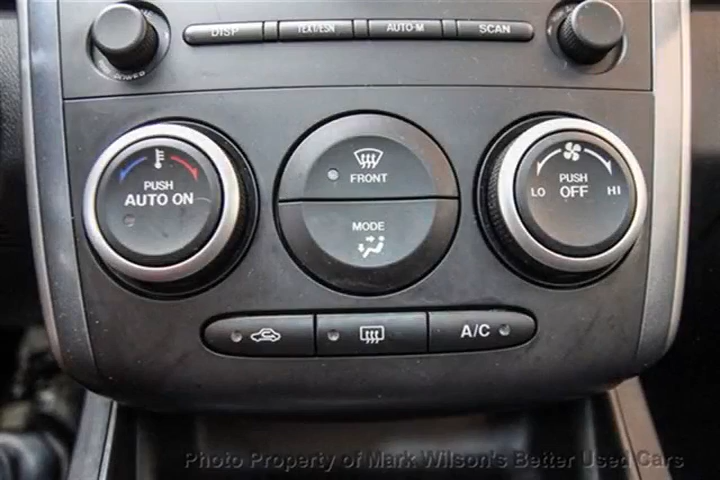 DISP TEXT/ESN AUTO-M SCAN
POWER
PUSH
AUTO ON
FRONT
MODE
PUSH
OFF
LO HI
A/C
Photo Property of Mark Wilson's Better Used Cars